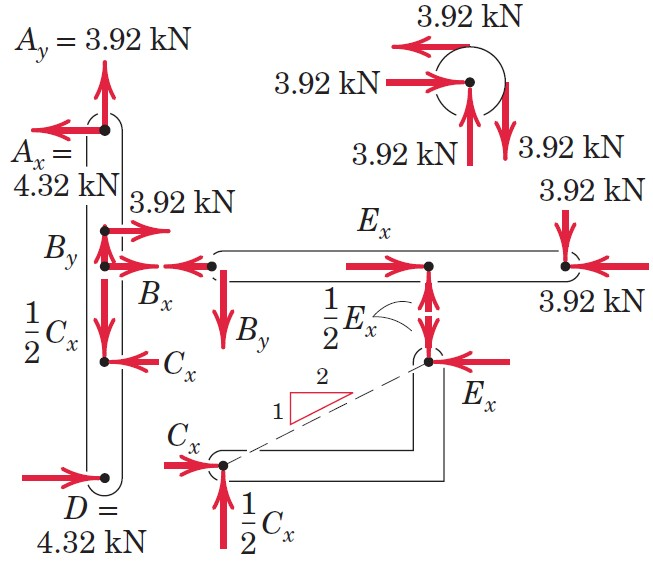 3.92 kN
A_y = 3.92 kN
3.92 kN
3.92 kN
3.92 kN
A_x =
4.32 kN
3.92 kN
3.92 kN
E_x
B_y
B_x
3.92 kN
1/2 C_x
B_y
1/2 E_x
C_x
2
1
E_x
C_x
D =
4.32 kN
1/2 C_x